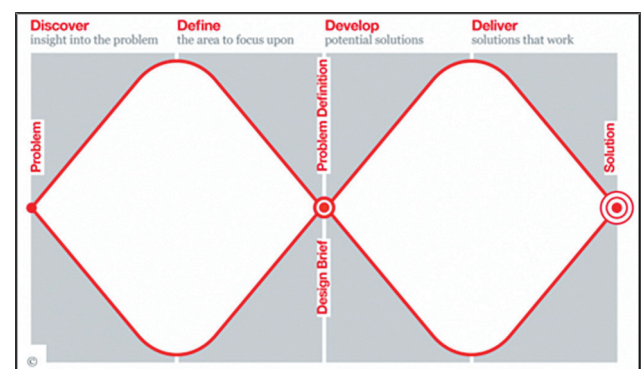 Discover
insight into the problem
Define
the area to focus upon
Develop
potential solutions
Deliver
solutions that work
Problem
Problem Definition
Design Brief
Solution
©